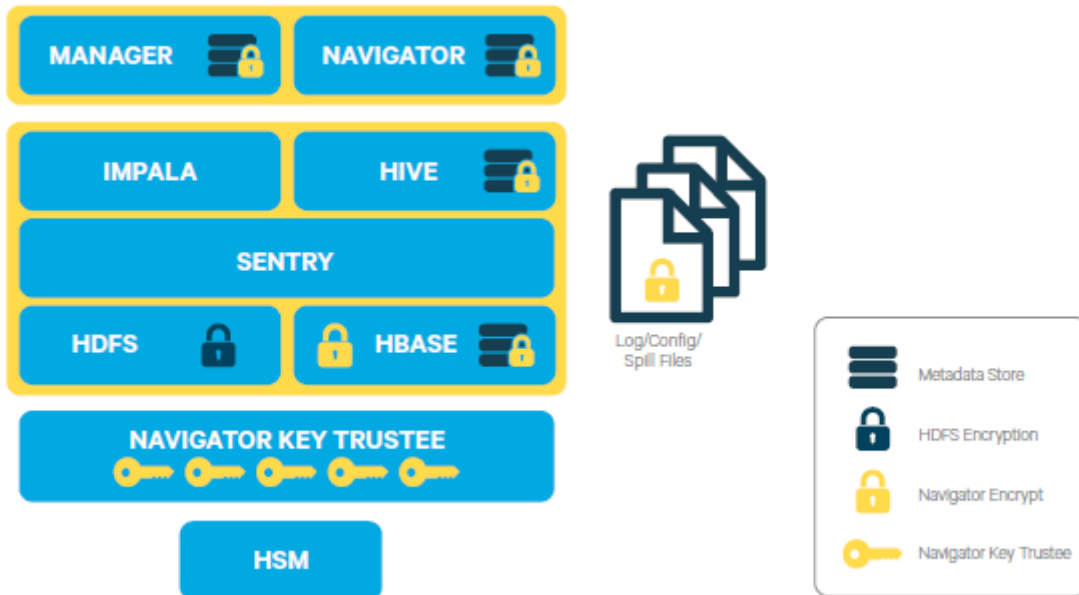 MANAGER
NAVIGATOR
IMPALA
HIVE
SENTRY
HDFS
HBASE
Log/Config/
Spill Files
NAVIGATOR KEY TRUSTEE
HSM
Metadata Store
HDFS Encryption
Navigator Encrypt
Navigator Key Trustee